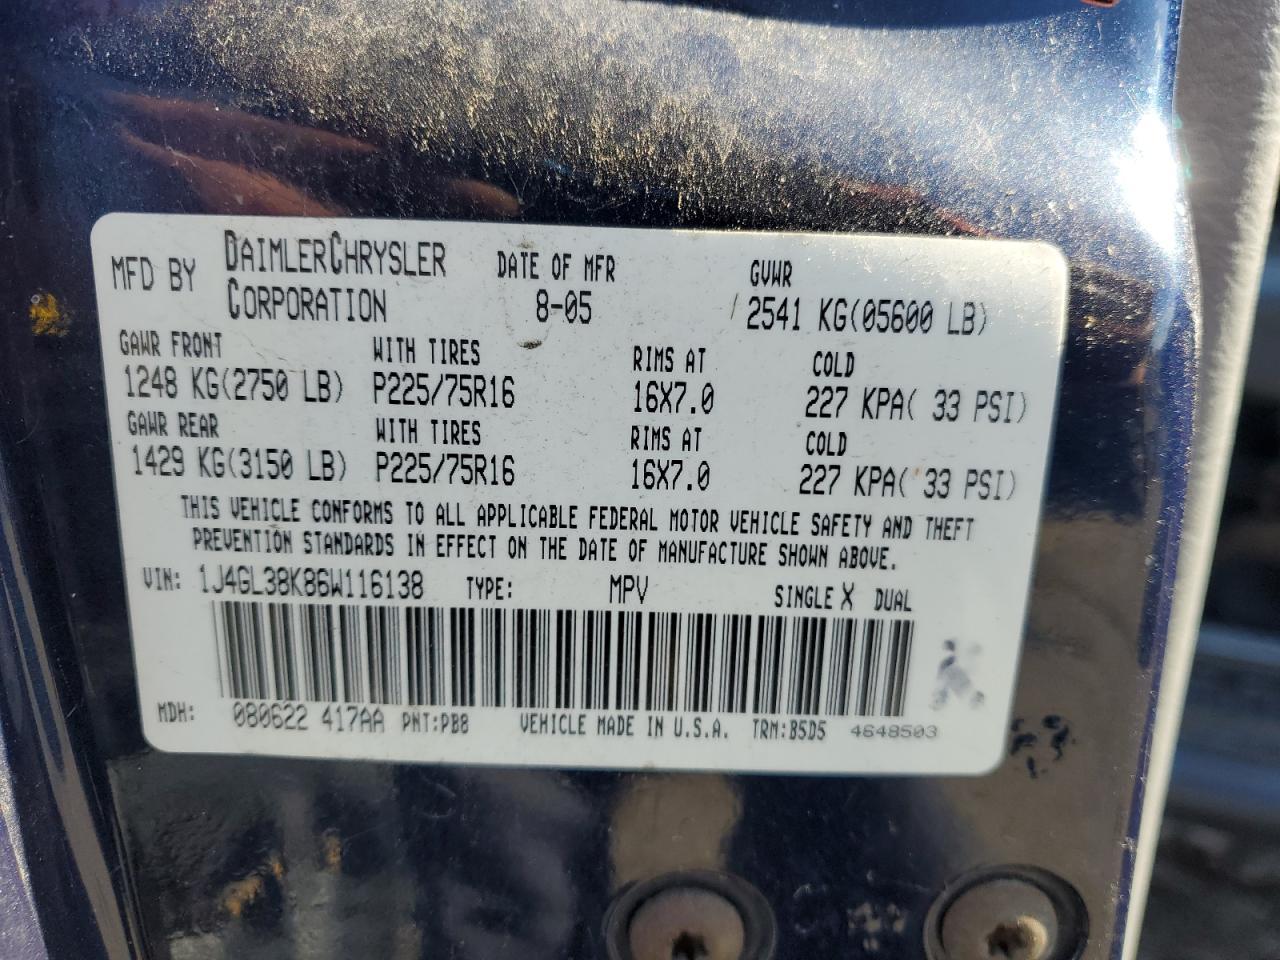 MFD BY DAIMLERCHRYSLER CORPORATION DATE OF MFR 8-05 GVWR 2541 KG(05600 LB)
GAWR FRONT WITH TIRES RIMS AT COLD
1248 KG(2750 LB) P225/75R16 16X7.0 227 KPA( 33 PSI)
GAWR REAR WITH TIRES RIMS AT COLD
1429 KG(3150 LB) P225/75R16 16X7.0 227 KPA( 33 PSI)
THIS VEHICLE CONFORMS TO ALL APPLICABLE FEDERAL MOTOR VEHICLE SAFETY AND THEFT
PREVENTION STANDARDS IN EFFECT ON THE DATE OF MANUFACTURE SHOWN ABOVE.
VIN: 1J4GL38K86W116138 TYPE: MPV SINGLE X DUAL
MDH: 080622 417AA PNT:PB8 VEHICLE MADE IN U.S.A. TRM:B5D5 4648503